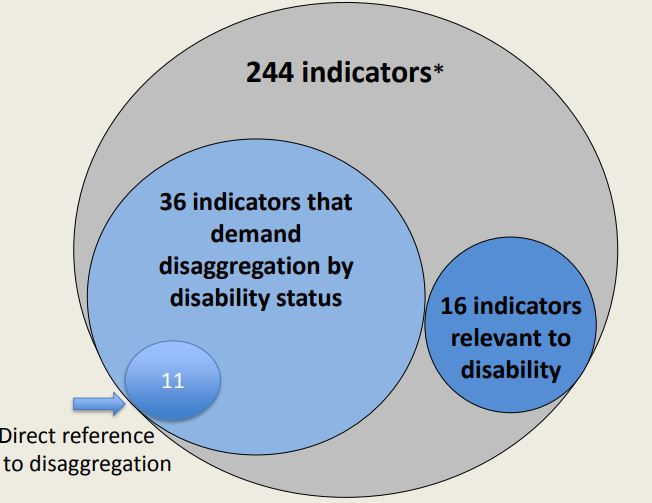 244 indicators*
36 indicators that
demand
disaggregation by
disability status
16 indicators
relevant to
disability
11
Direct reference
to disaggregation